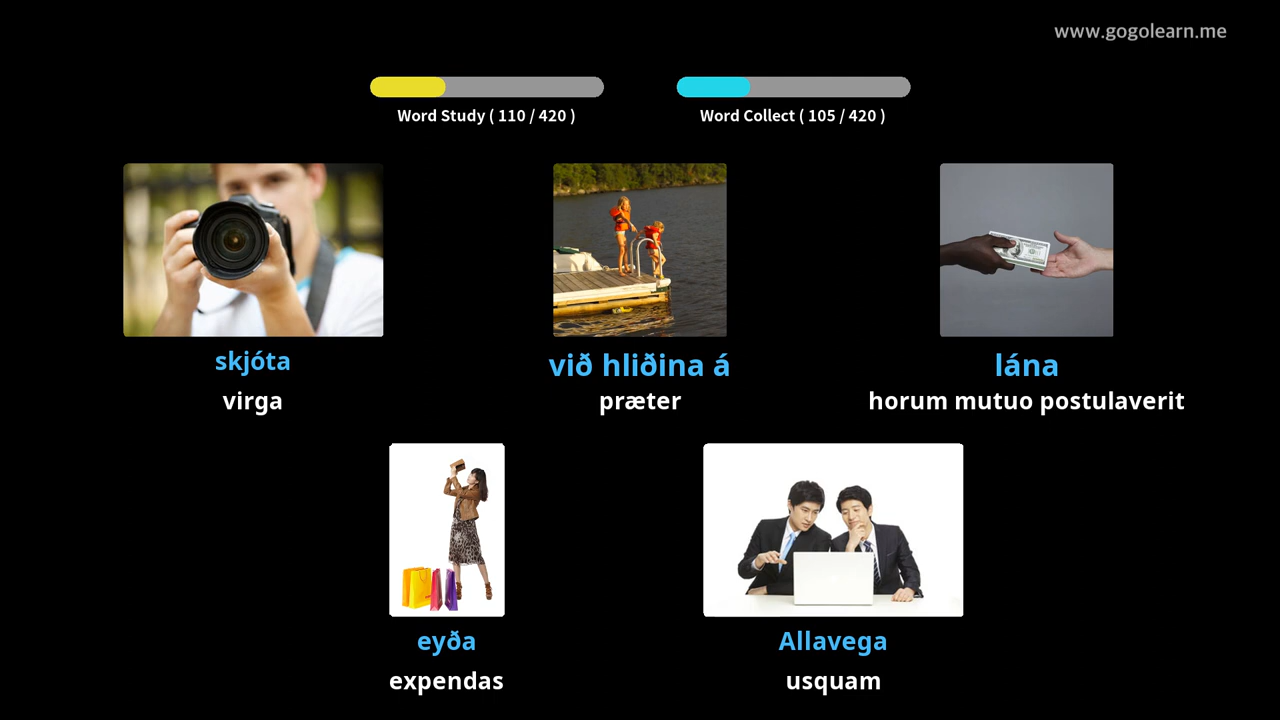 www.gogolearn.me
Word Study ( 110 / 420 )
Word Collect ( 105 / 420 )
skjóta
virga
við hliðina á
præter
lána
horum mutuo postulaverit
eyða
expendas
Allavega
usquam